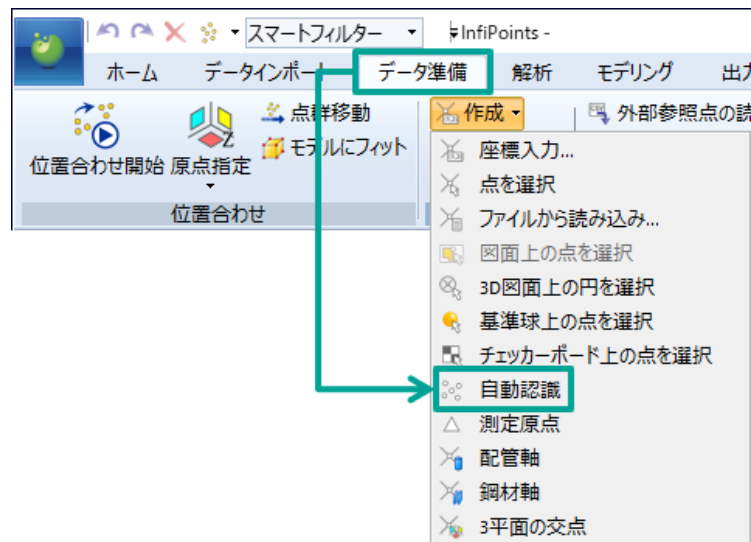 スマートフィルター
InfiPoints -
ホーム
データインポート
データ準備
解析
モデリング
出力
位置合わせ開始
原点指定
点群移動
モデルにフィット
位置合わせ
作成
外部参照点の読
座標入力...
点を選択
ファイルから読み込み...
図面上の点を選択
3D図面上の円を選択
基準球上の点を選択
チェッカーボード上の点を選択
自動認識
測定原点
配管軸
鋼材軸
3平面の交点